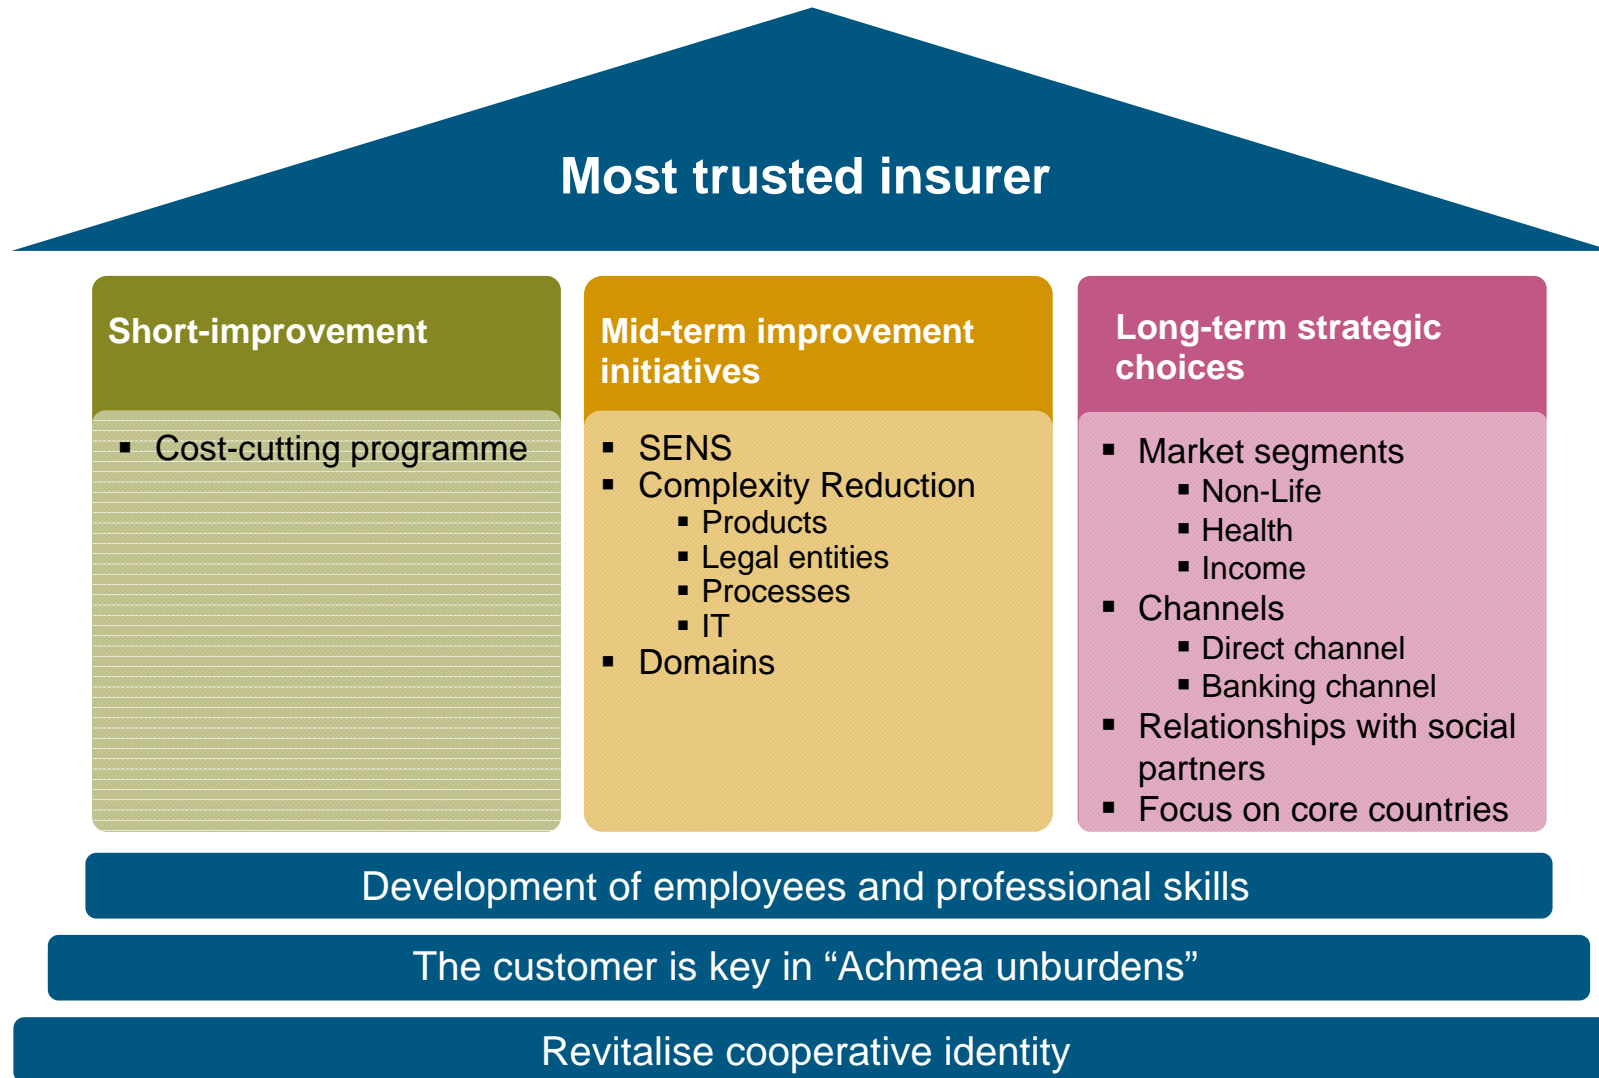 Most trusted insurer
Short-improvement
▪ Cost-cutting programme
Mid-term improvement
initiatives
▪ SENS
▪ Complexity Reduction
▪ Products
▪ Legal entities
▪ Processes
▪ IT
▪ Domains
Long-term strategic
choices
▪ Market segments
▪ Non-Life
▪ Health
▪ Income
▪ Channels
▪ Direct channel
▪ Banking channel
▪ Relationships with social
partners
▪ Focus on core countries
Development of employees and professional skills
The customer is key in “Achmea unburdens”
Revitalise cooperative identity